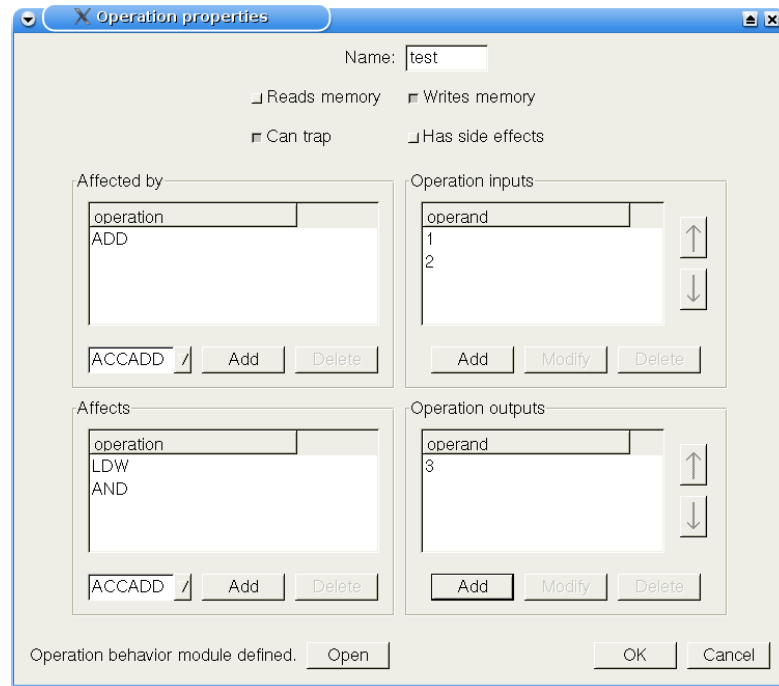 Operation properties
Name: test
Reads memory Writes memory
Can trap Has side effects
Affected by
operation
ADD
ACCADD Add Delete
Operation inputs
operand
1
2
Add Modify Delete
Affects
operation
LDW
AND
ACCADD Add Delete
Operation outputs
operand
3
Add Modify Delete
Operation behavior module defined. Open OK Cancel